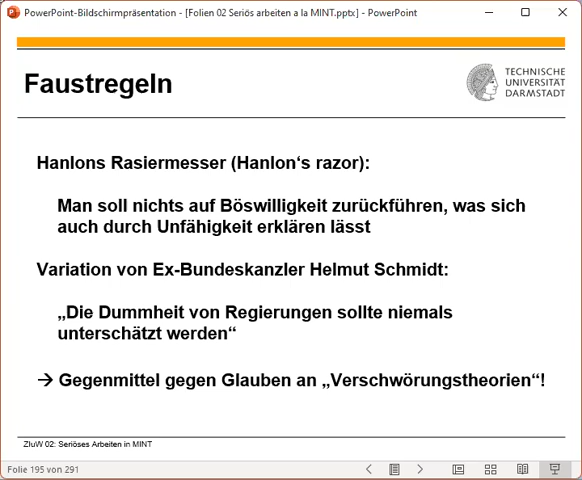 PowerPoint-Bildschirmpräsentation - [Folien 02 Seriös arbeiten a la MINT.pptx] - PowerPoint
Faustregeln
TECHNISCHE
UNIVERSITÄT
DARMSTADT
Hanlons Rasiermesser (Hanlon‘s razor):
Man soll nichts auf Böswilligkeit zurückführen, was sich
auch durch Unfähigkeit erklären lässt
Variation von Ex-Bundeskanzler Helmut Schmidt:
„Die Dummheit von Regierungen sollte niemals
unterschätzt werden“
→ Gegenmittel gegen Glauben an „Verschwörungstheorien“!
ZIuW 02: Seriöses Arbeiten in MINT
Folie 195 von 291